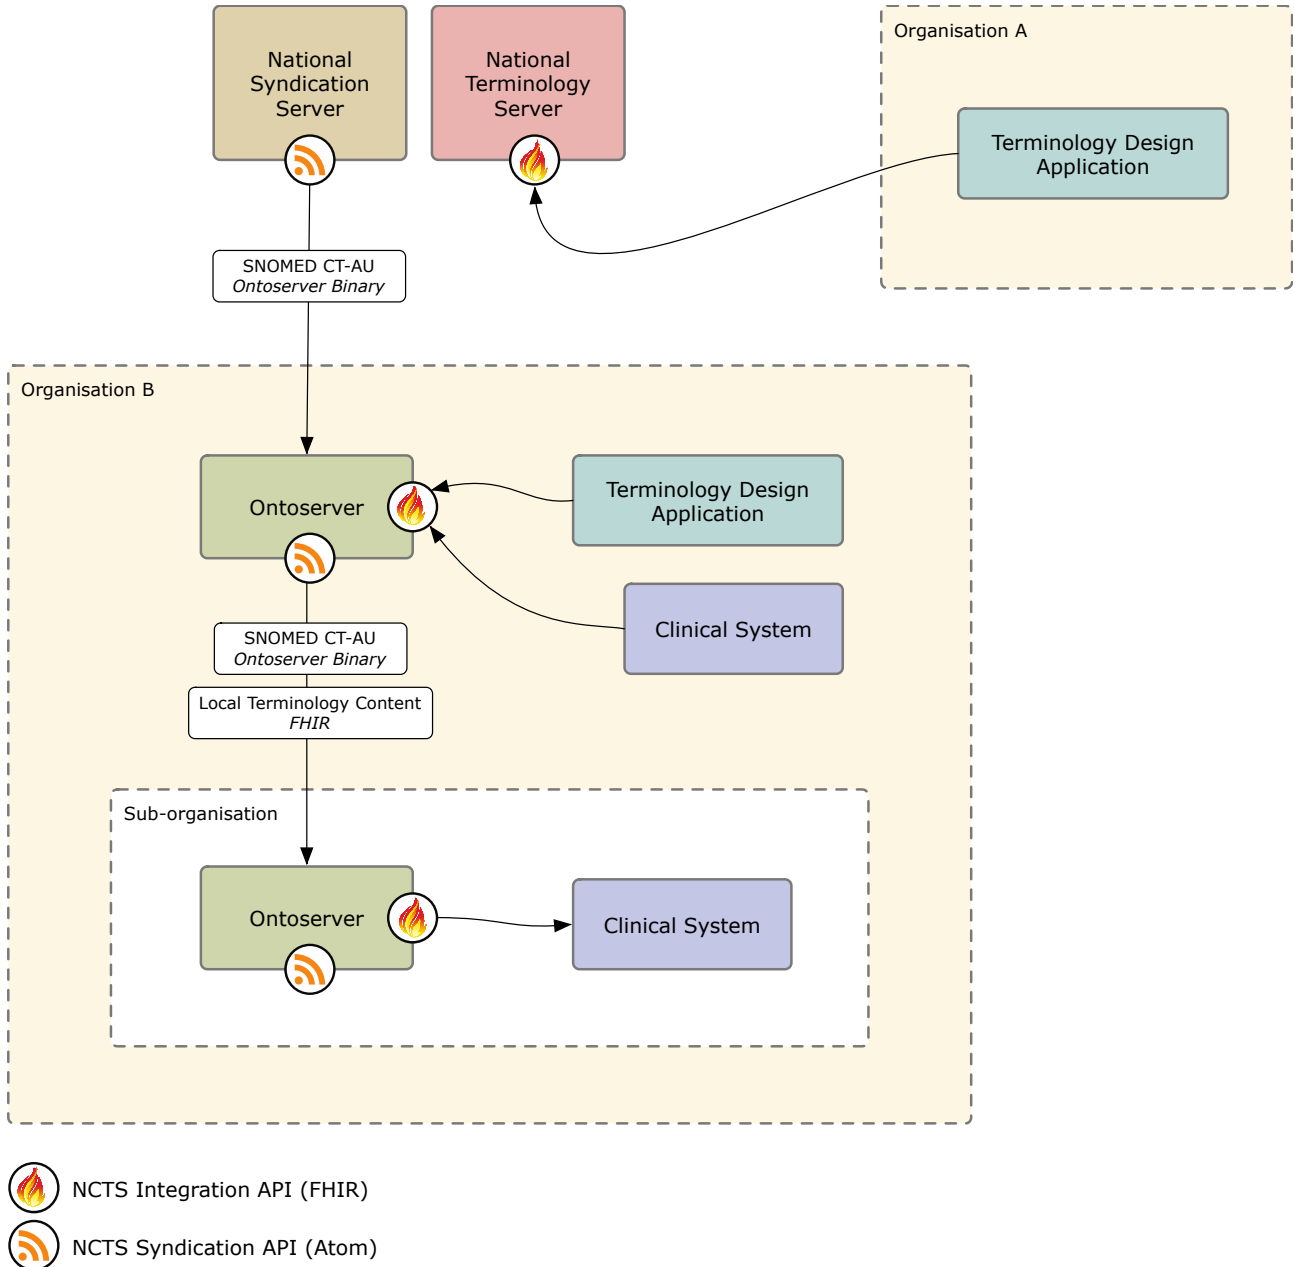 National
Syndication
Server
National
Terminology
Server
Organisation A
Terminology Design
Application
SNOMED CT-AU
Ontoserver Binary
Organisation B
Ontoserver
Terminology Design
Application
Clinical System
SNOMED CT-AU
Ontoserver Binary
Local Terminology Content
FHIR
Sub-organisation
Ontoserver
Clinical System
NCTS Integration API (FHIR)
NCTS Syndication API (Atom)